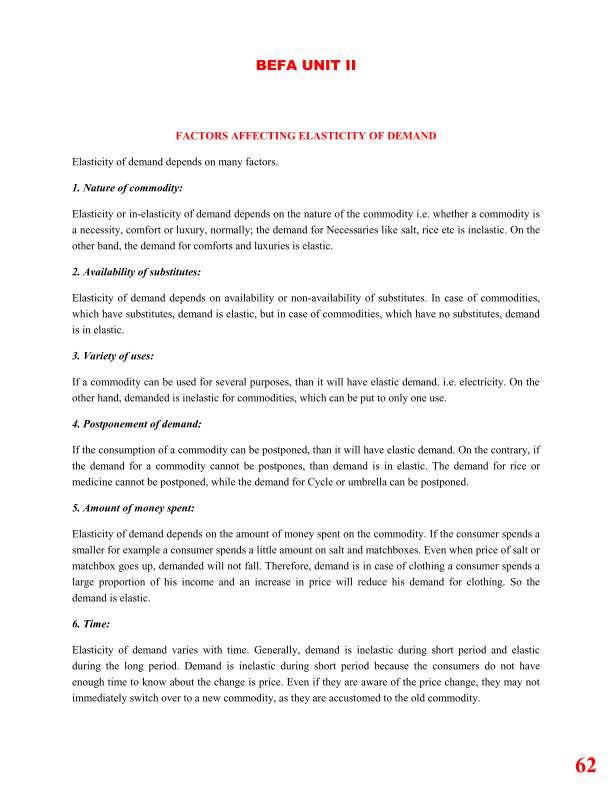 BEFA UNIT II
FACTORS AFFECTING ELASTICITY OF DEMAND
Elasticity of demand depends on many factors.
1. Nature of commodity:
Elasticity or in-elasticity of demand depends on the nature of the commodity i.e. whether a commodity is
a necessity, comfort or luxury, normally; the demand for Necessaries like salt, rice etc is inelastic. On the
other band, the demand for comforts and luxuries is elastic.
2. Availability of substitutes:
Elasticity of demand depends on availability or non-availability of substitutes. In case of commodities,
which have substitutes, demand is elastic, but in case of commodities, which have no substitutes, demand
is in elastic.
3. Variety of uses:
If a commodity can be used for several purposes, than it will have elastic demand. i.e. electricity. On the
other hand, demanded is inelastic for commodities, which can be put to only one use.
4. Postponement of demand:
If the consumption of a commodity can be postponed, than it will have elastic demand. On the contrary, if
the demand for a commodity cannot be postpones, than demand is in elastic. The demand for rice or
medicine cannot be postponed, while the demand for Cycle or umbrella can be postponed.
5. Amount of money spent:
Elasticity of demand depends on the amount of money spent on the commodity. If the consumer spends a
smaller for example a consumer spends a little amount on salt and matchboxes. Even when price of salt or
matchbox goes up, demanded will not fall. Therefore, demand is in case of clothing a consumer spends a
large proportion of his income and an increase in price will reduce his demand for clothing. So the
demand is elastic.
6. Time:
Elasticity of demand varies with time. Generally, demand is inelastic during short period and elastic
during the long period. Demand is inelastic during short period because the consumers do not have
enough time to know about the change is price. Even if they are aware of the price change, they may not
immediately switch over to a new commodity, as they are accustomed to the old commodity.
62